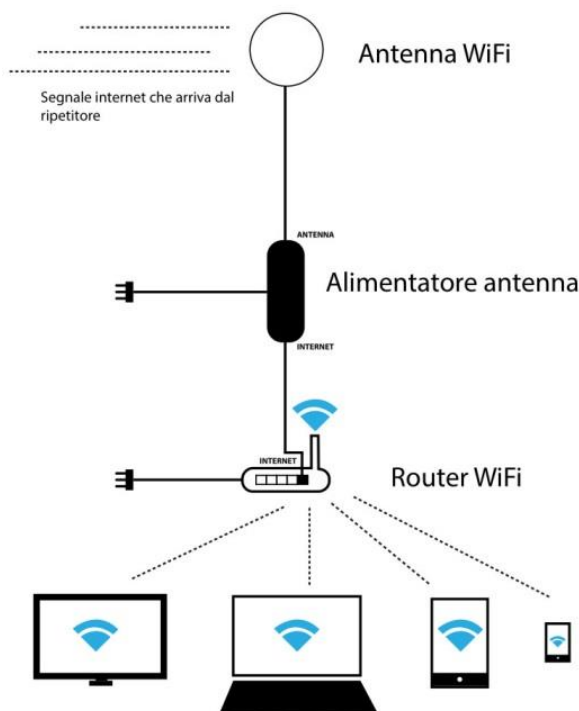 Antenna WiFi
Segnale internet che arriva dal
ripetitore
ANTENNA
Alimentatore antenna
INTERNET
INTERNET
Router WiFi